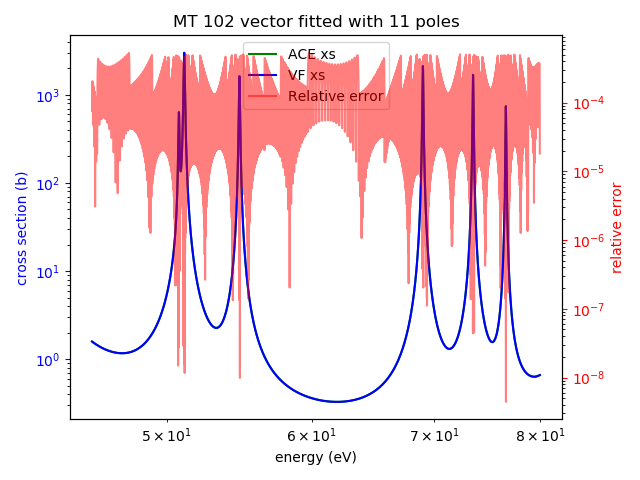 MT 102 vector fitted with 11 poles
ACE xs
VF xs
Relative error
10³
10²
10¹
10⁰
cross section (b)
10⁻⁴
10⁻⁵
10⁻⁶
10⁻⁷
10⁻⁸
relative error
5 × 10¹
6 × 10¹
7 × 10¹
8 × 10¹
energy (eV)